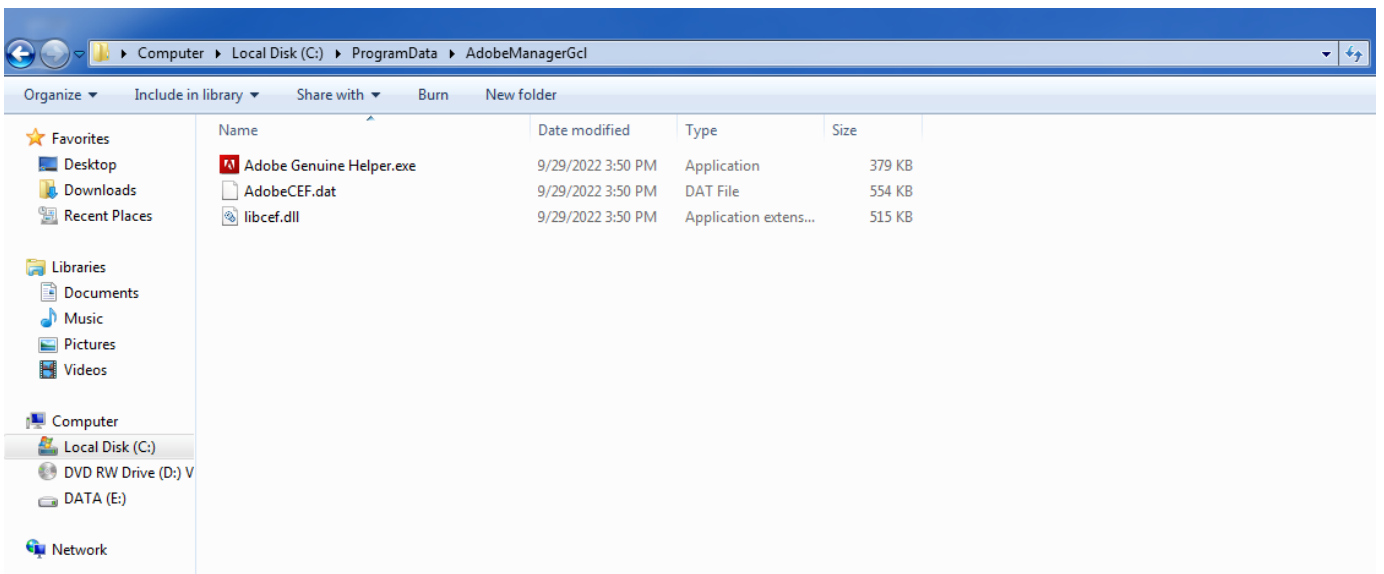 Computer Local Disk (C:) ProgramData AdobeManagerGcl
Organize Include in library Share with Burn New folder
Favorites
Desktop
Downloads
Recent Places
Libraries
Documents
Music
Pictures
Videos
Computer
Local Disk (C:)
DVD RW Drive (D:) V
DATA (E:)
Network
Name Date modified Type Size
Adobe Genuine Helper.exe 9/29/2022 3:50 PM Application 379 KB
AdobeCEF.dat 9/29/2022 3:50 PM DAT File 554 KB
libcef.dll 9/29/2022 3:50 PM Application extens... 515 KB